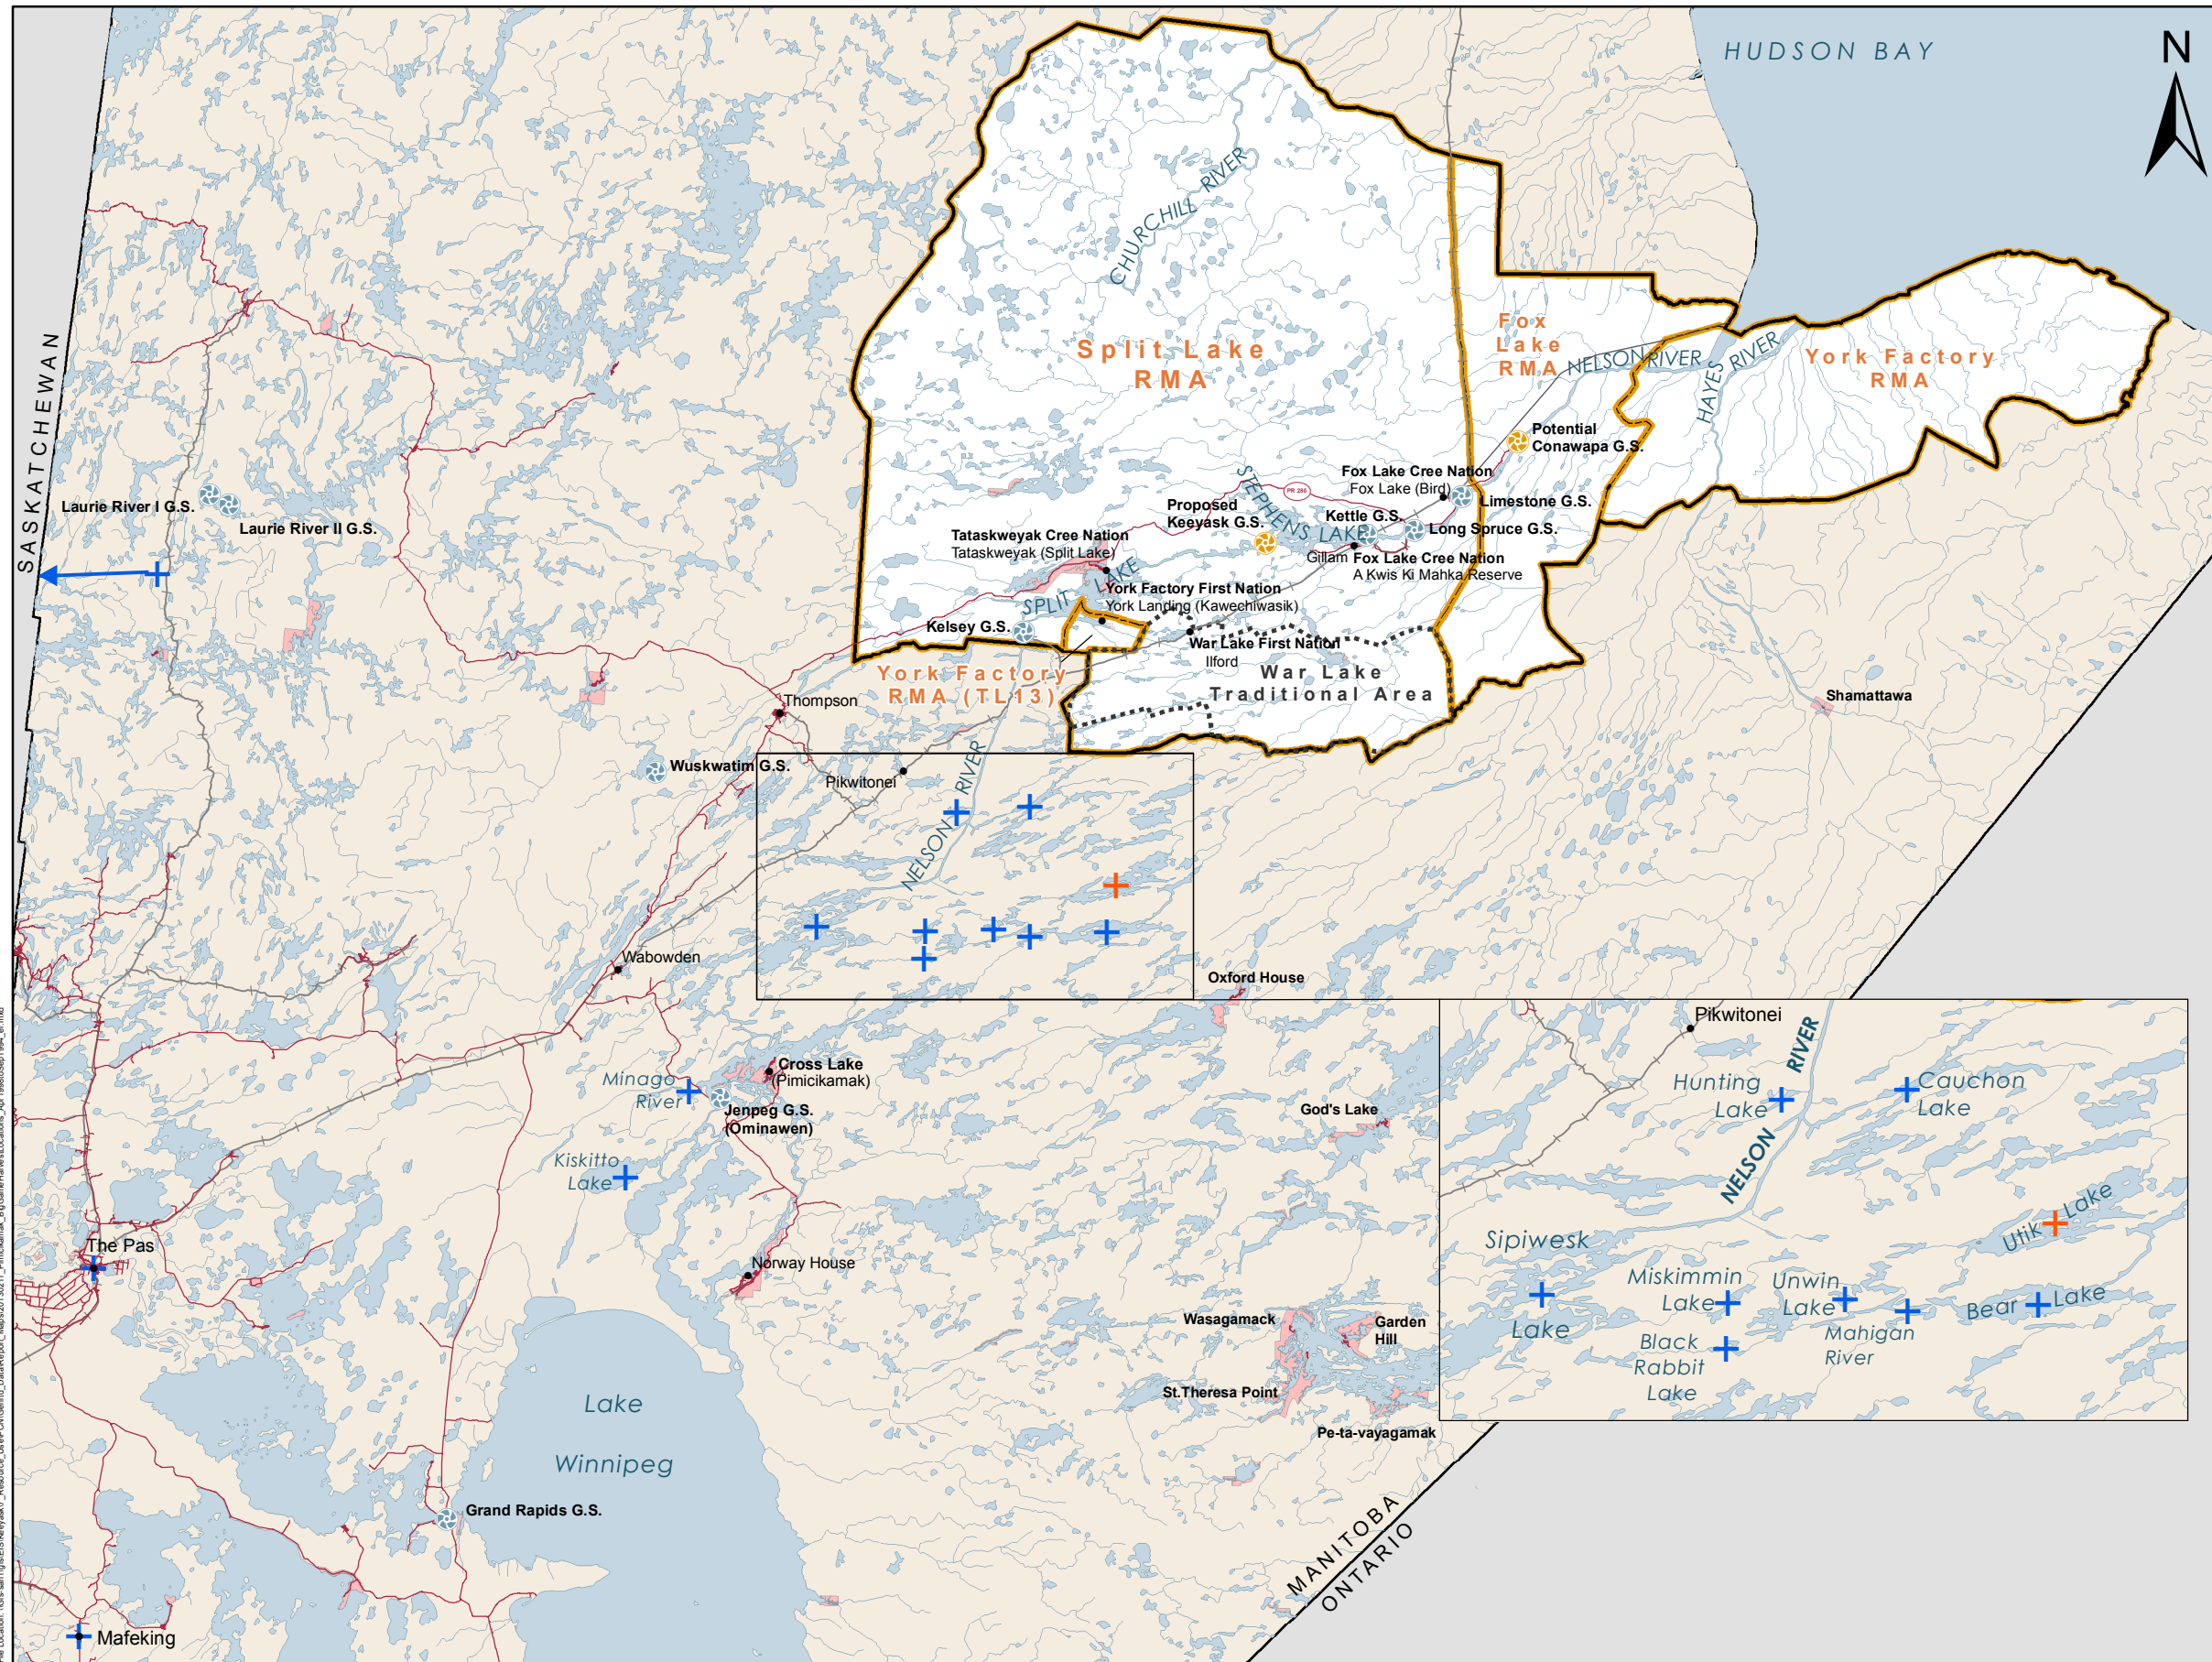 HUDSON BAY
N
CHURCHILL RIVER
SASKATCHEWAN
Split Lake
RMA
Fox
Lake
RMA
NELSON RIVER
HAYES RIVER
York Factory
RMA
Potential
Conawapa G.S.
Fox Lake Cree Nation
Fox Lake (Bird)
Limestone G.S.
PR 280
STEPHENS LAKE
Proposed
Keeyask G.S.
Kettle G.S.
Long Spruce G.S.
Laurie River I G.S.
Laurie River II G.S.
Tataskweyak Cree Nation
Tataskweyak (Split Lake)
Gillam
Fox Lake Cree Nation
A Kwis Ki Mahka Reserve
SPLIT LAKE
York Factory First Nation
York Landing (Kawechiwasik)
Kelsey G.S.
War Lake First Nation
Ilford
War Lake
Traditional Area
York Factory
RMA (TL13)
Shamattawa
Thompson
Wuskwatim G.S.
Pikwitonei
NELSON RIVER
Wabowden
Oxford House
Cross Lake
(Pimicikamak)
Minago
River
Jenpeg G.S.
(Ominawen)
God's Lake
Kiskitto
Lake
The Pas
Norway House
Wasagamack
Garden
Hill
St.Theresa Point
Pe-ta-vayagamak
Lake
Winnipeg
Grand Rapids G.S.
Mafeking
MANITOBA
ONTARIO
Pikwitonei
NELSON RIVER
Hunting
Lake
Cauchon
Lake
Utik Lake
Sipiwesk
Lake
Miskimmin
Lake
Unwin
Lake
Mahigan
River
Bear Lake
Black
Rabbit
Lake